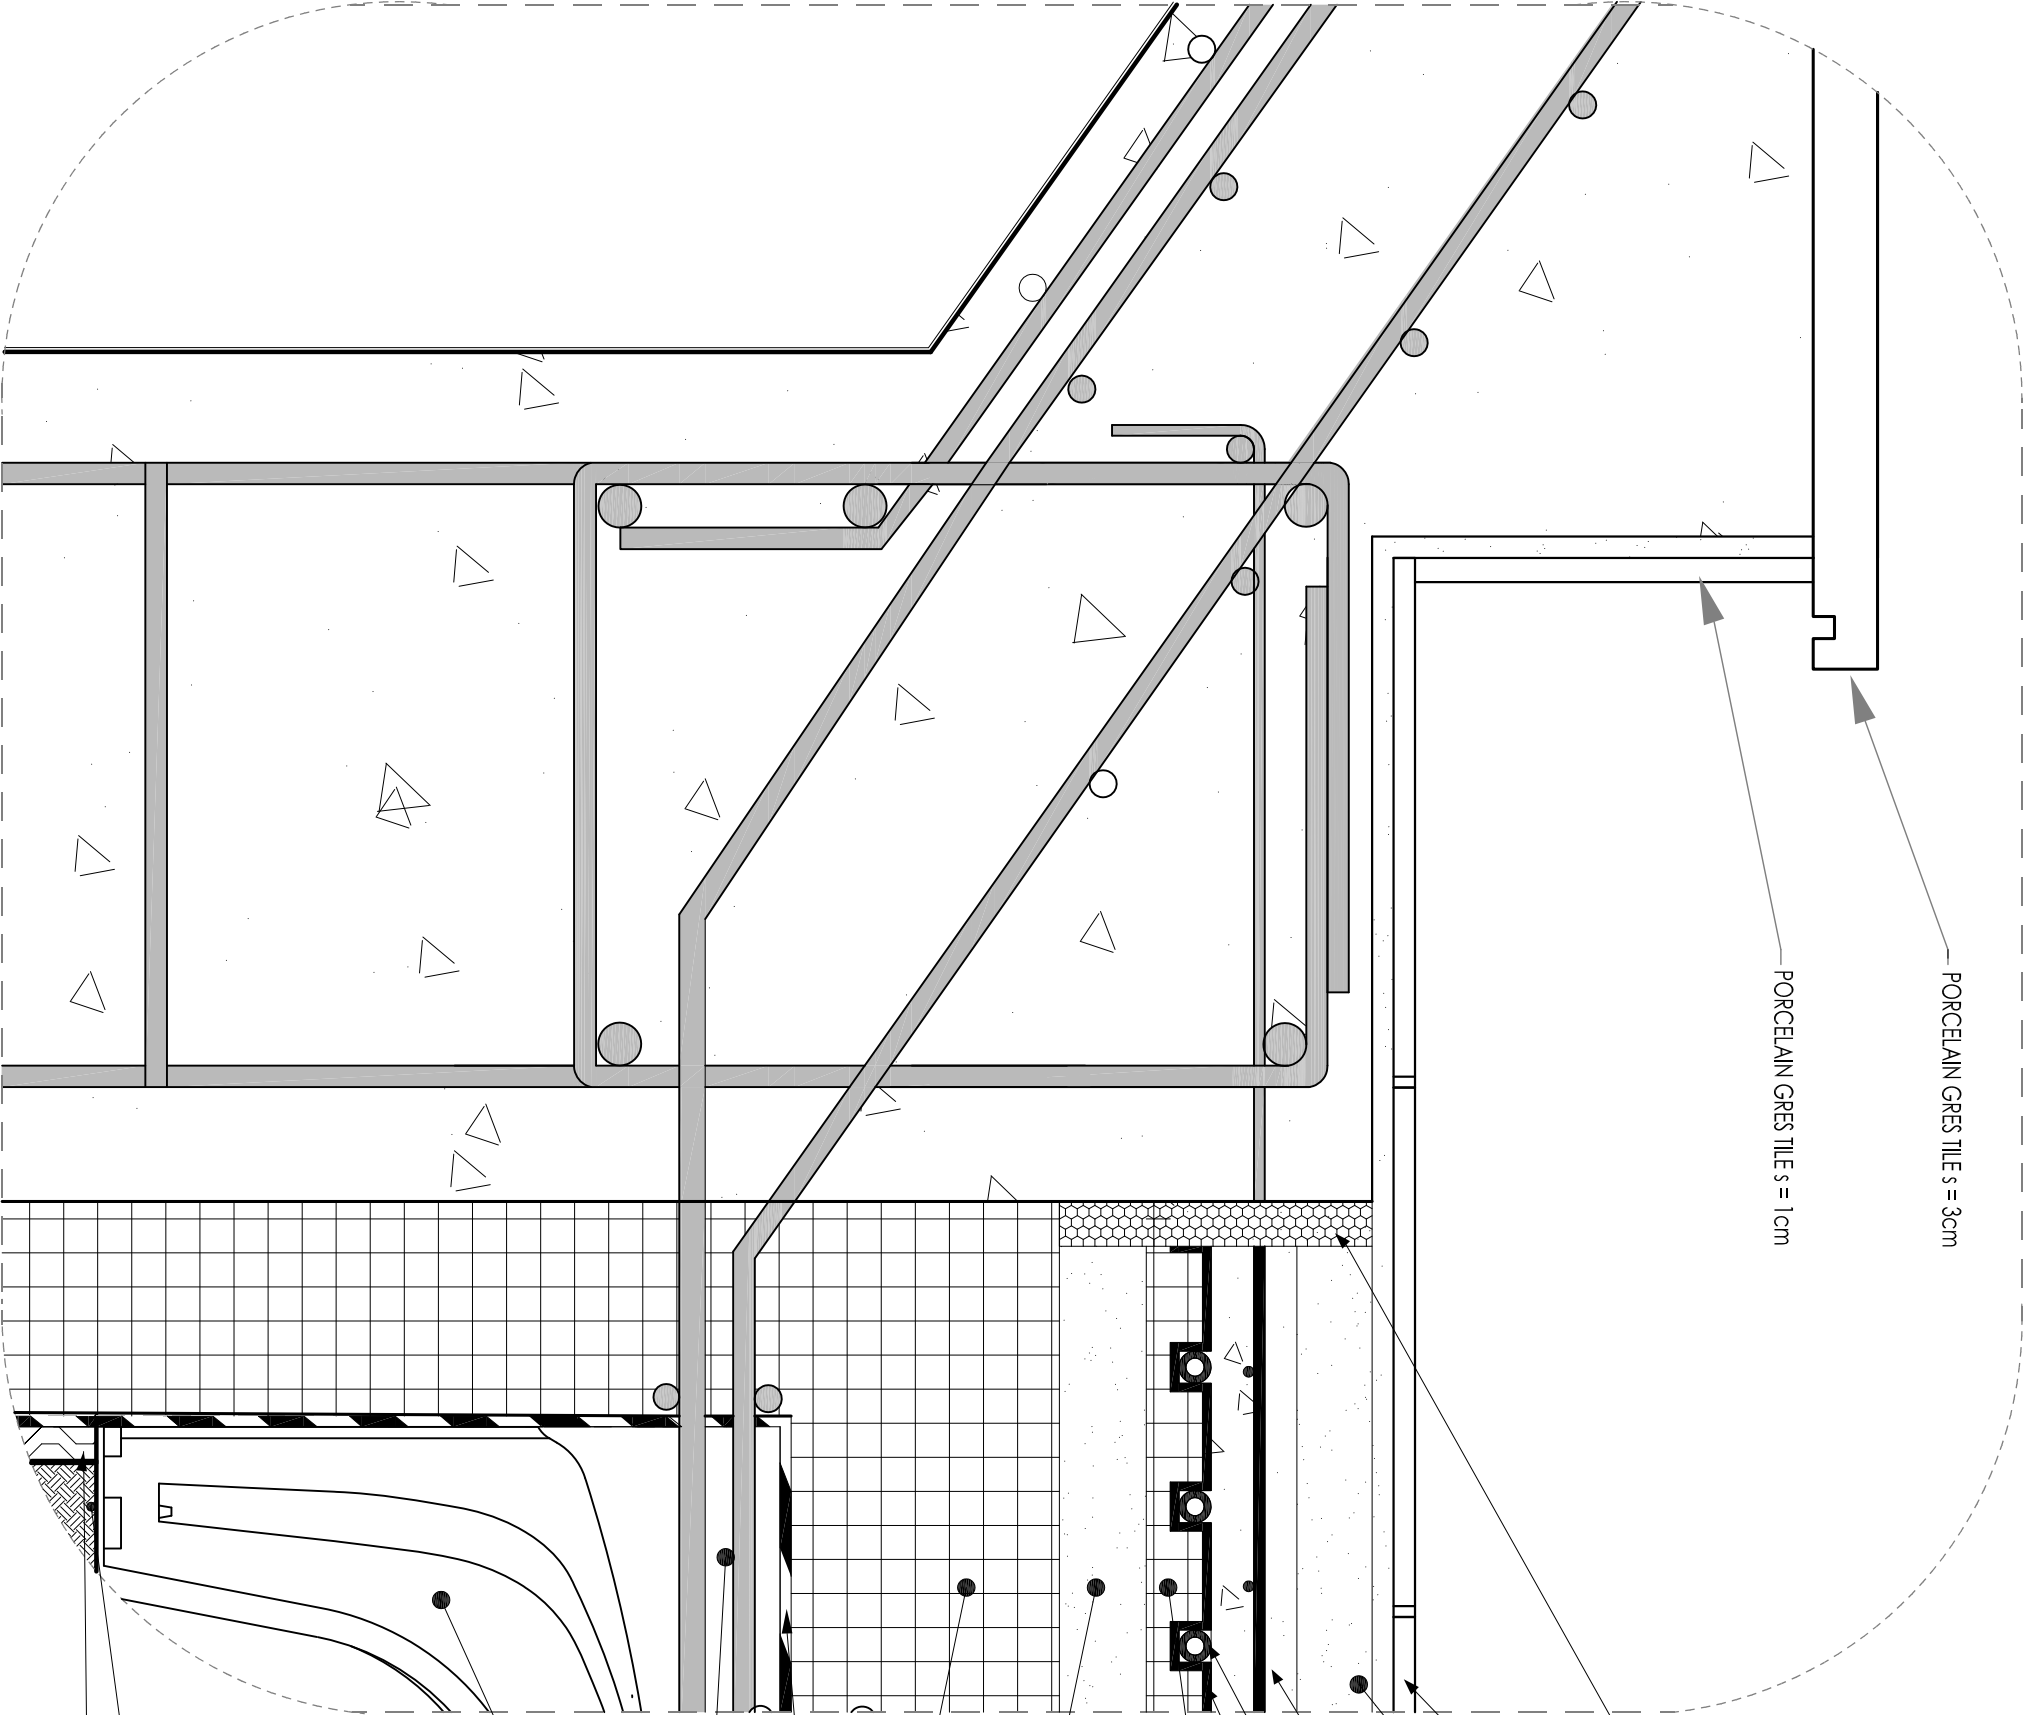 PORCELAIN GRES TILE s = 3cm
PORCELAIN GRES TILE s = 1cm